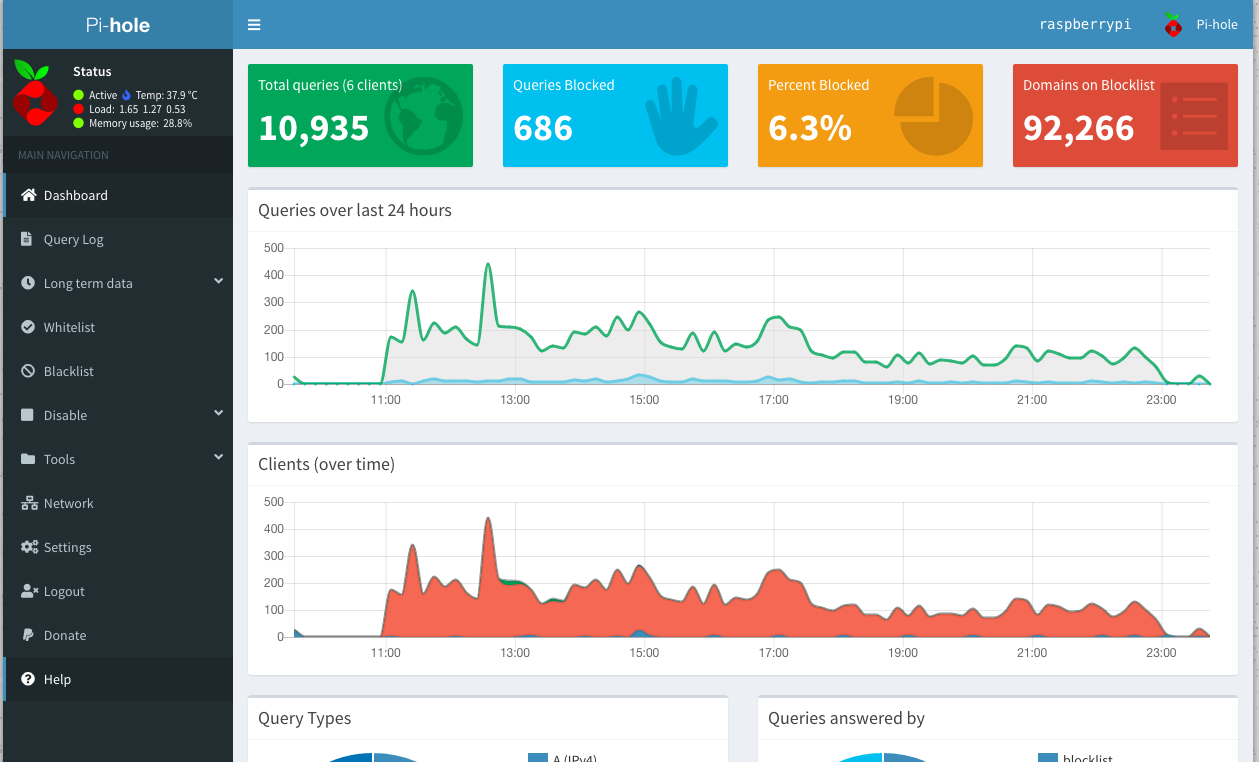 Pi-hole
raspberrypi
Pi-hole
Status
Active Temp: 37.9 °C
Load: 1.65 1.27 0.53
Memory usage: 28.8%
MAIN NAVIGATION
Dashboard
Query Log
Long term data
Whitelist
Blacklist
Disable
Tools
Network
Settings
Logout
Donate
Help
Total queries (6 clients)
10,935
Queries Blocked
686
Percent Blocked
6.3%
Domains on Blocklist
92,266
Queries over last 24 hours
500
400
300
200
100
0
11:00 13:00 15:00 17:00 19:00 21:00 23:00
Clients (over time)
500
400
300
200
100
0
11:00 13:00 15:00 17:00 19:00 21:00 23:00
Query Types
A (IPv4)
Queries answered by
blocklist